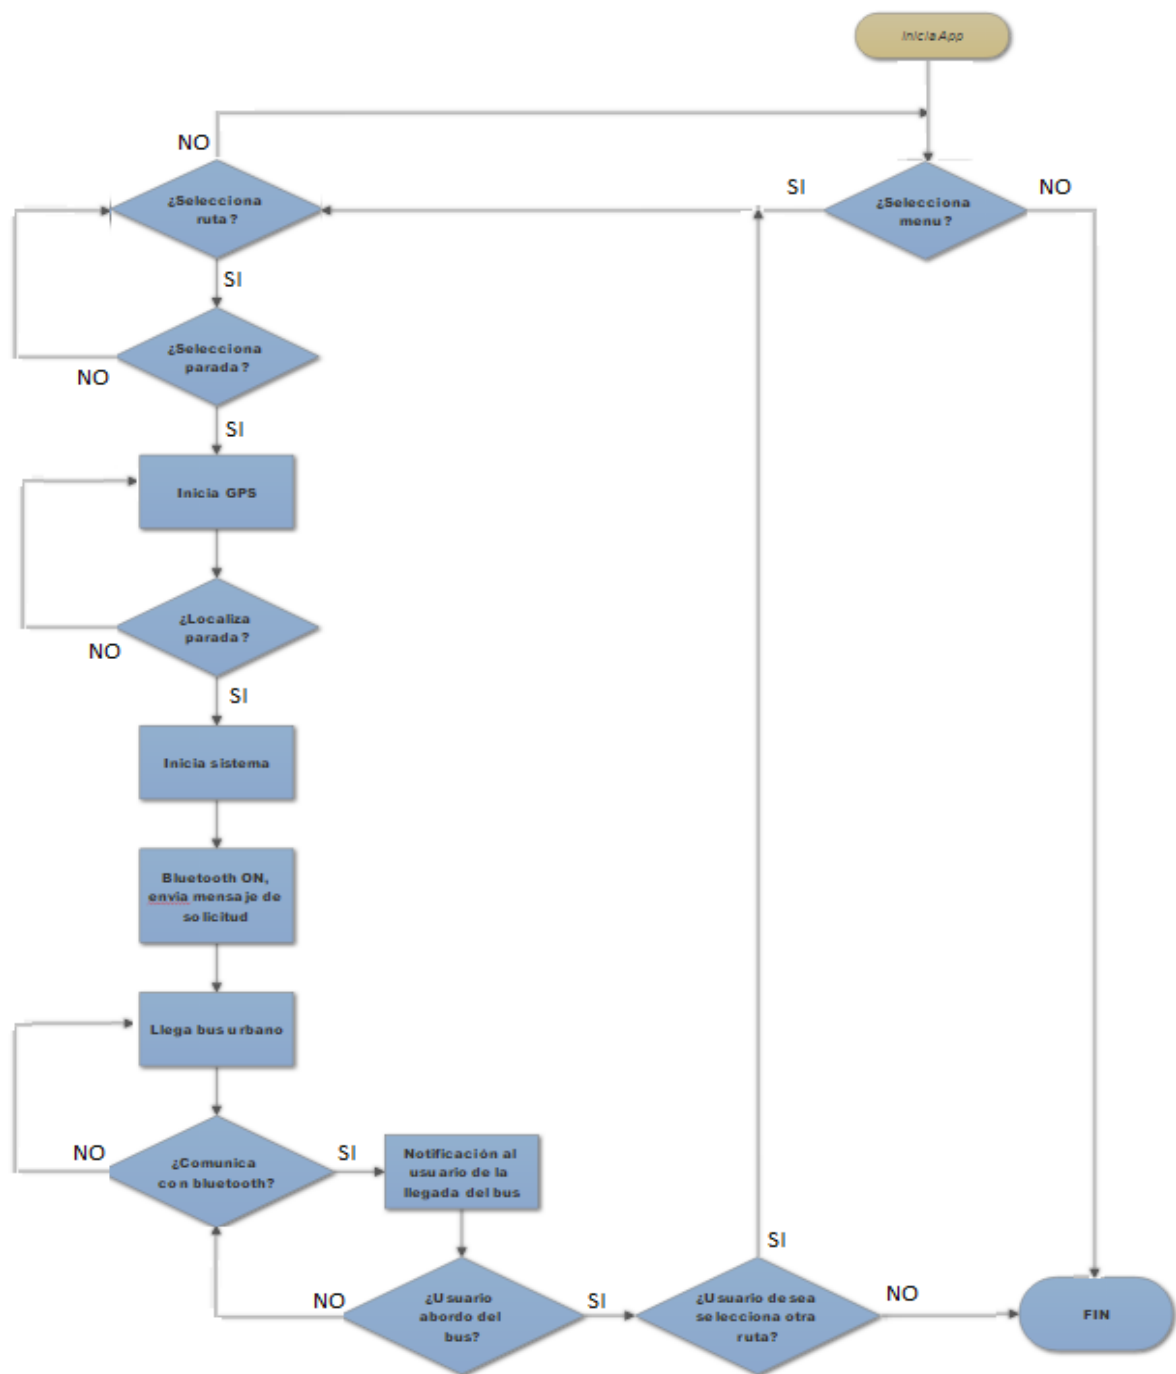 Inicia App
NO
¿Selecciona
ruta?
SI
¿Selecciona
menu?
NO
SI
¿Selecciona
parada?
NO
SI
Inicia GPS
¿Localiza
parada?
NO
SI
Inicia sistema
Bluetooth ON,
envia mensaje de
solicitud
Llega bus urbano
NO
¿Comunica
con bluetooth?
SI
Notificación al
usuario de la
llegada del bus
NO
¿Usuario
abordo del
bus?
SI
¿Usuario desea
selecciona otra
ruta?
SI
NO
FIN